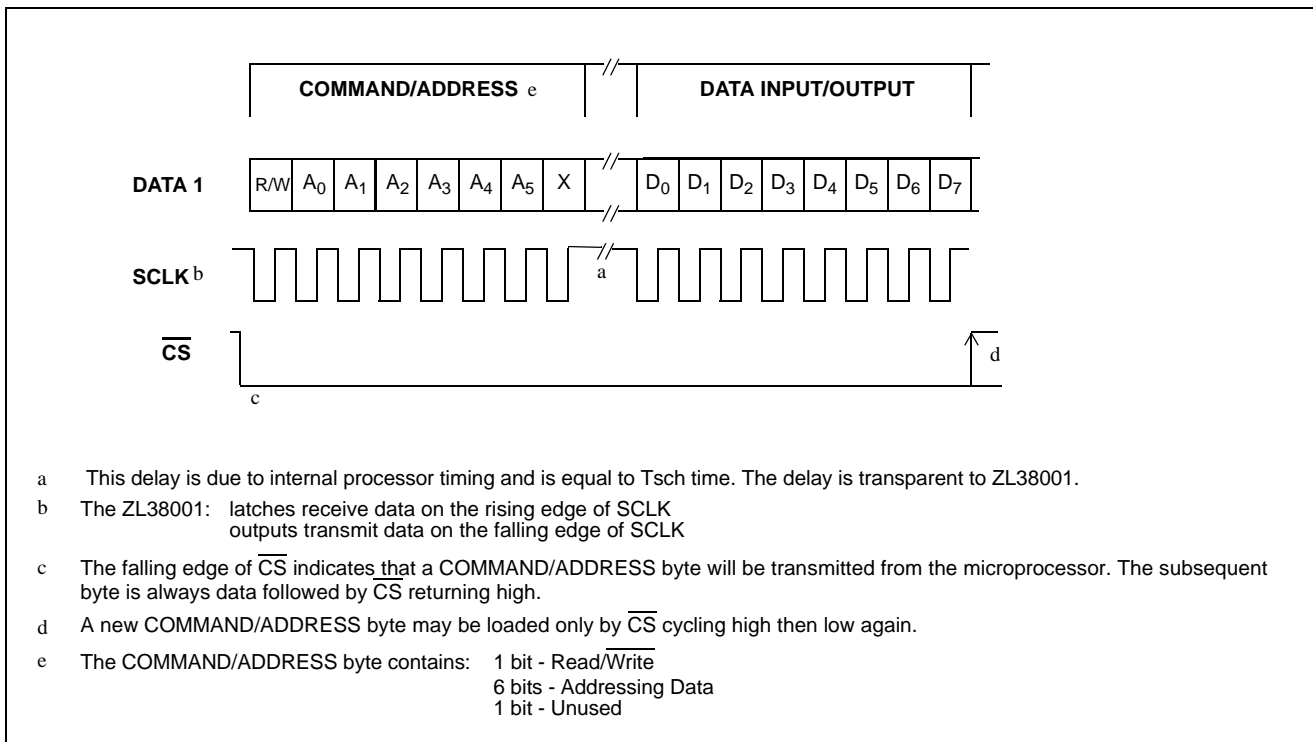 COMMAND/ADDRESS e DATA INPUT/OUTPUT
DATA 1 R/W A0 A1 A2 A3 A4 A5 X D0 D1 D2 D3 D4 D5 D6 D7
SCLK b
a
CS
d
c
a This delay is due to internal processor timing and is equal to Tsch time. The delay is transparent to ZL38001.
b The ZL38001: latches receive data on the rising edge of SCLK
outputs transmit data on the falling edge of SCLK
c The falling edge of CS indicates that a COMMAND/ADDRESS byte will be transmitted from the microprocessor. The subsequent
byte is always data followed by CS returning high.
d A new COMMAND/ADDRESS byte may be loaded only by CS cycling high then low again.
e The COMMAND/ADDRESS byte contains: 1 bit - Read/Write
6 bits - Addressing Data
1 bit - Unused